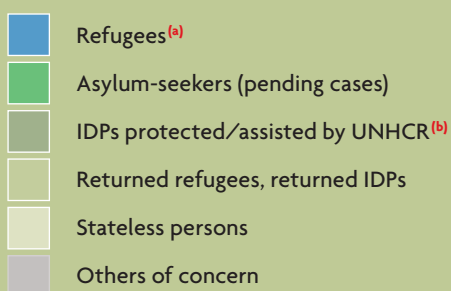 Refugees(a)
Asylum-seekers (pending cases)
IDPs protected/assisted by UNHCR(b)
Returned refugees, returned IDPs
Stateless persons
Others of concern